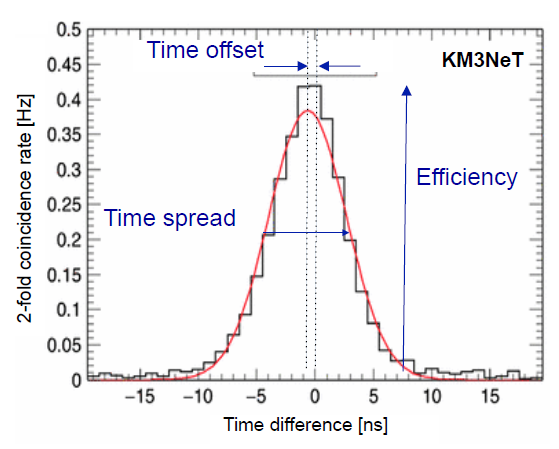 0.5
Time offset
KM3NeT
0.45
0.4
0.35
0.3
Efficiency
0.25
Time spread
0.2
0.15
0.1
0.05
0
−15 −10 −5 0 5 10 15
2-fold coincidence rate [Hz]
Time difference [ns]